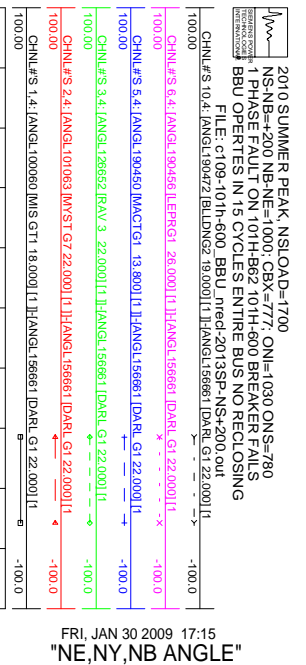 SIEMENS POWER
TECHNOLOGIES
INTERNATIONAL
2010 SUMMER PEAK, NSLOAD=1700
NS-NB=+200 NB-NE=1000; CBX=777; ONI=1030 ONS=780
1 PHASE FAULT ON 101H-B62 101H-600 BREAKER FAILS
BBU OPERTES IN 15 CYCLES ENTIRE BUS NO RECLOSING
FILE: c109-101h-600_BBU_nred-2013SP-NS+200.out
CHNL#'S 10,4: [ANGL190472 [BLLDNG2 19.000] [1 ]]-[ANGL156661 [DARL G1 22.000] [1
100.00 -100.0
CHNL#'S 6,4: [ANGL190456 [LEPRG1 26.000] [1 ]]-[ANGL156661 [DARL G1 22.000] [1
100.00 -100.0
CHNL#'S 5,4: [ANGL190450 [MACTG1 13.800] [1 ]]-[ANGL156661 [DARL G1 22.000] [1
100.00 -100.0
CHNL#'S 3,4: [ANGL126652 [RAV 3 22.000] [1 ]]-[ANGL156661 [DARL G1 22.000] [1
100.00 -100.0
CHNL#'S 2,4: [ANGL101063 [MYST G7 22.000] [1 ]]-[ANGL156661 [DARL G1 22.000] [1
100.00 -100.0
CHNL#'S 1,4: [ANGL100060 [MIS GT1 18.000] [1 ]]-[ANGL156661 [DARL G1 22.000] [1
100.00 -100.0
FRI, JAN 30 2009 17:15
"NE,NY,NB ANGLE"